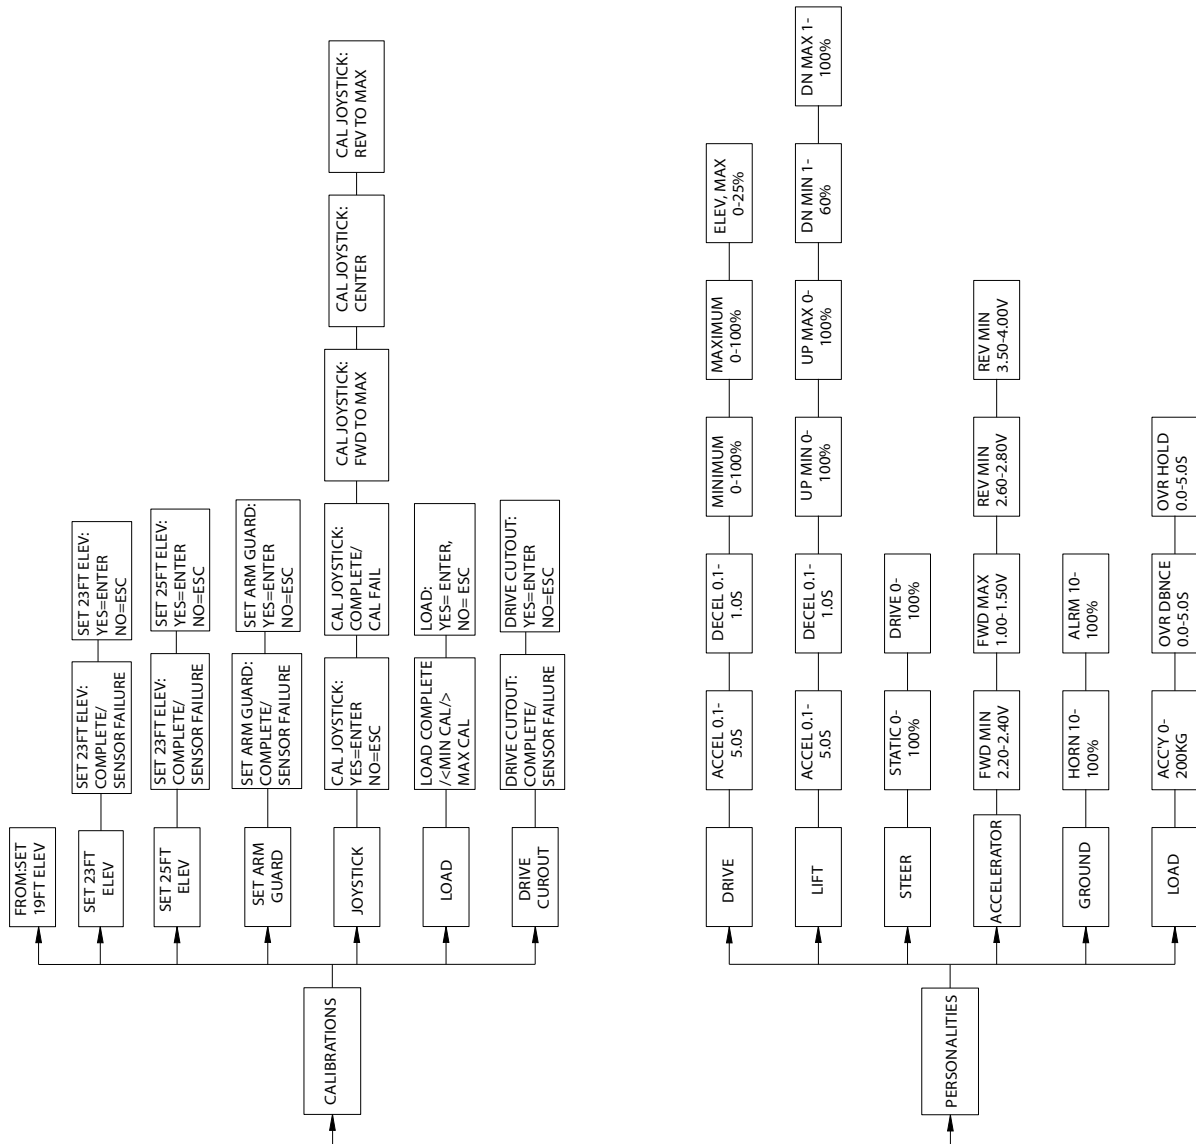 CALIBRATIONS
FROM:SET
19FT ELEV
SET 23FT
ELEV
SET 23FT ELEV:
COMPLETE/
SENSOR FAILURE
SET 23FT ELEV:
YES=ENTER
NO=ESC
SET 25FT
ELEV
SET 23FT ELEV:
COMPLETE/
SENSOR FAILURE
SET 25FT ELEV:
YES=ENTER
NO=ESC
SET ARM
GUARD
SET ARM GUARD:
COMPLETE/
SENSOR FAILURE
SET ARM GUARD:
YES=ENTER
NO=ESC
JOYSTICK
CAL JOYSTICK:
YES=ENTER
NO=ESC
CAL JOYSTICK:
COMPLETE/
CAL FAIL
CAL JOYSTICK:
FWD TO MAX
CAL JOYSTICK:
CENTER
CAL JOYSTICK:
REV TO MAX
LOAD
LOAD COMPLETE
/<MIN CAL/>
MAX CAL
LOAD:
YES= ENTER,
NO= ESC
DRIVE
CUROUT
DRIVE CUTOUT:
COMPLETE/
SENSOR FAILURE
DRIVE CUTOUT:
YES=ENTER
NO=ESC
PERSONALITIES
DRIVE
ACCEL 0.1-
5.0S
DECEL 0.1-
1.0S
MINIMUM
0-100%
MAXIMUM
0-100%
ELEV, MAX
0-25%
LIFT
ACCEL 0.1-
5.0S
DECEL 0.1-
1.0S
UP MIN 0-
100%
UP MAX 0-
100%
DN MIN 1-
60%
DN MAX 1-
100%
STEER
STATIC 0-
100%
DRIVE 0-
100%
ACCELERATOR
FWD MIN
2.20-2.40V
FWD MAX
1.00-1.50V
REV MIN
2.60-2.80V
REV MIN
3.50-4.00V
GROUND
HORN 10-
100%
ALRM 10-
100%
LOAD
ACC'Y 0-
200KG
OVR DBNCE
0.0-5.0S
OVR HOLD
0.0-5.0S